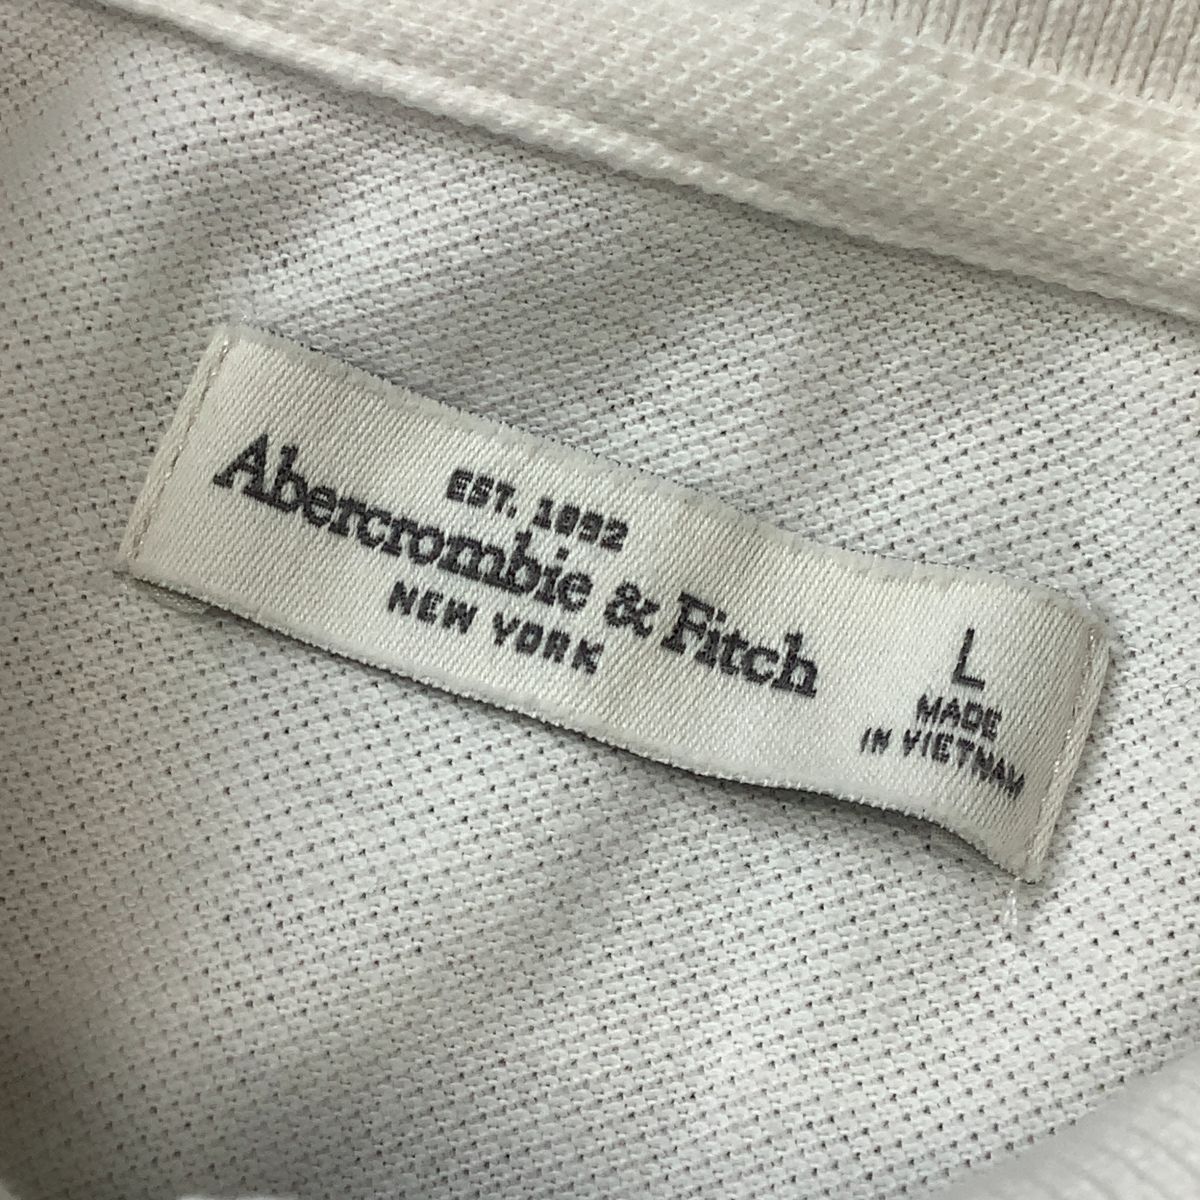 EST. 1892
Abercrombie & Fitch
NEW YORK
L
MADE
IN VIETNAM